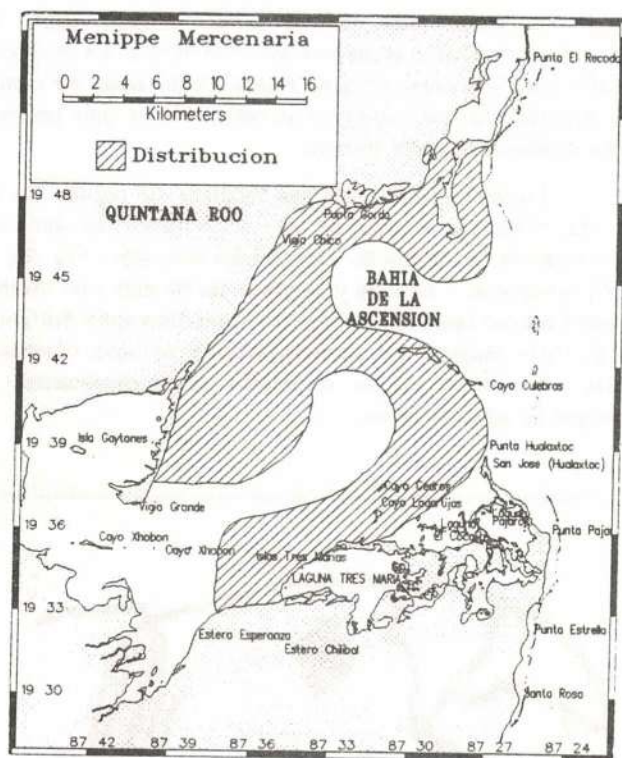 Menippe Mercenaria
0 2 4 6 8 10 12 14 16
Kilometers
Distribucion
Punto El Recodo
19 48
QUINTANA ROO
Punta Gorda
Vigia Chico
19 45
BAHIA
DE LA
ASCENSION
19 42
Cayo Culebras
19 39
Isla Gaytanes
Punta Hualaxtoc
San Jose (Hualaxtoc)
Cayo Cedros
Cayo Lagartijas
Vigia Grande
19 36
Laguna
Pajaros
Laguna
El Cocal
Punta Pajar
Cayo Xhobon
Cayo Xhobon
Islas Tres Marias
LAGUNA TRES MARIA
19 33
Estero Esperanza
Punta Estrella
Estero Chilibal
19 30
Santa Rosa
87 42 87 39 87 36 87 33 87 30 87 27 87 24